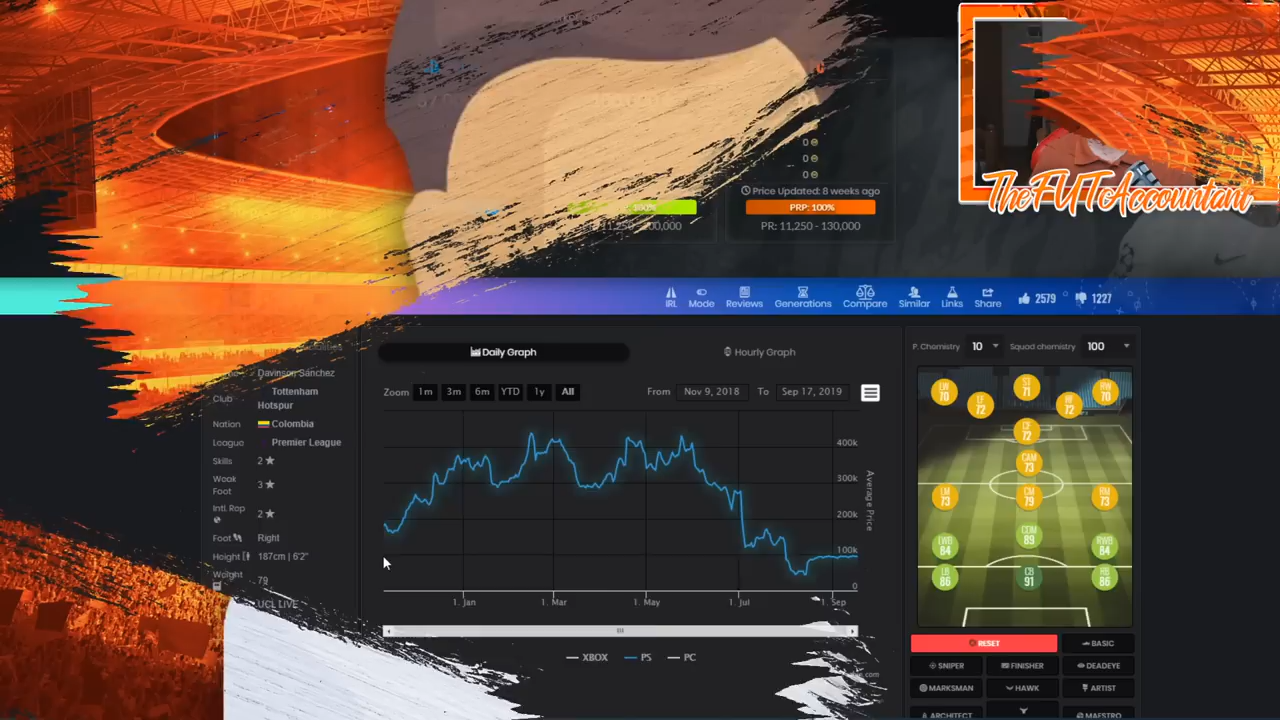 0
0
0
Price Updated: 8 weeks ago
100%
PRP: 100%
PR: 11,250 - 130,000
TheFUTAccountant
IRL
Mode
Reviews
Generations
Compare
Similar
Links
Share
2579
1227
Daily Graph
Hourly Graph
P. Chemistry 10
Squad chemistry 100
Zoom 1m 3m 6m YTD 1y All
From Nov 9, 2018 To Sep 17, 2019
Davinson Sánchez
Club Tottenham
Hotspur
Nation Colombia
League Premier League
Skills 2
Weak
Foot 3
Intl. Rep
2
Foot Right
Height 187cm | 6'2"
Weight 79
UCL LIVE
400k
300k
200k
100k
0
Average Price
1. Jan
1. Mar
1. May
1. Jul
1. Sep
XBOX
PS
PC
LW
70
ST
71
RW
70
LF
72
RF
72
CF
72
CAM
73
LM
73
CM
79
RM
73
CDM
89
LWB
84
RWB
84
LB
86
CB
91
RB
86
RESET
BASIC
SNIPER
FINISHER
DEADEYE
MARKSMAN
HAWK
ARTIST
ARCHITECT
MAESTRO